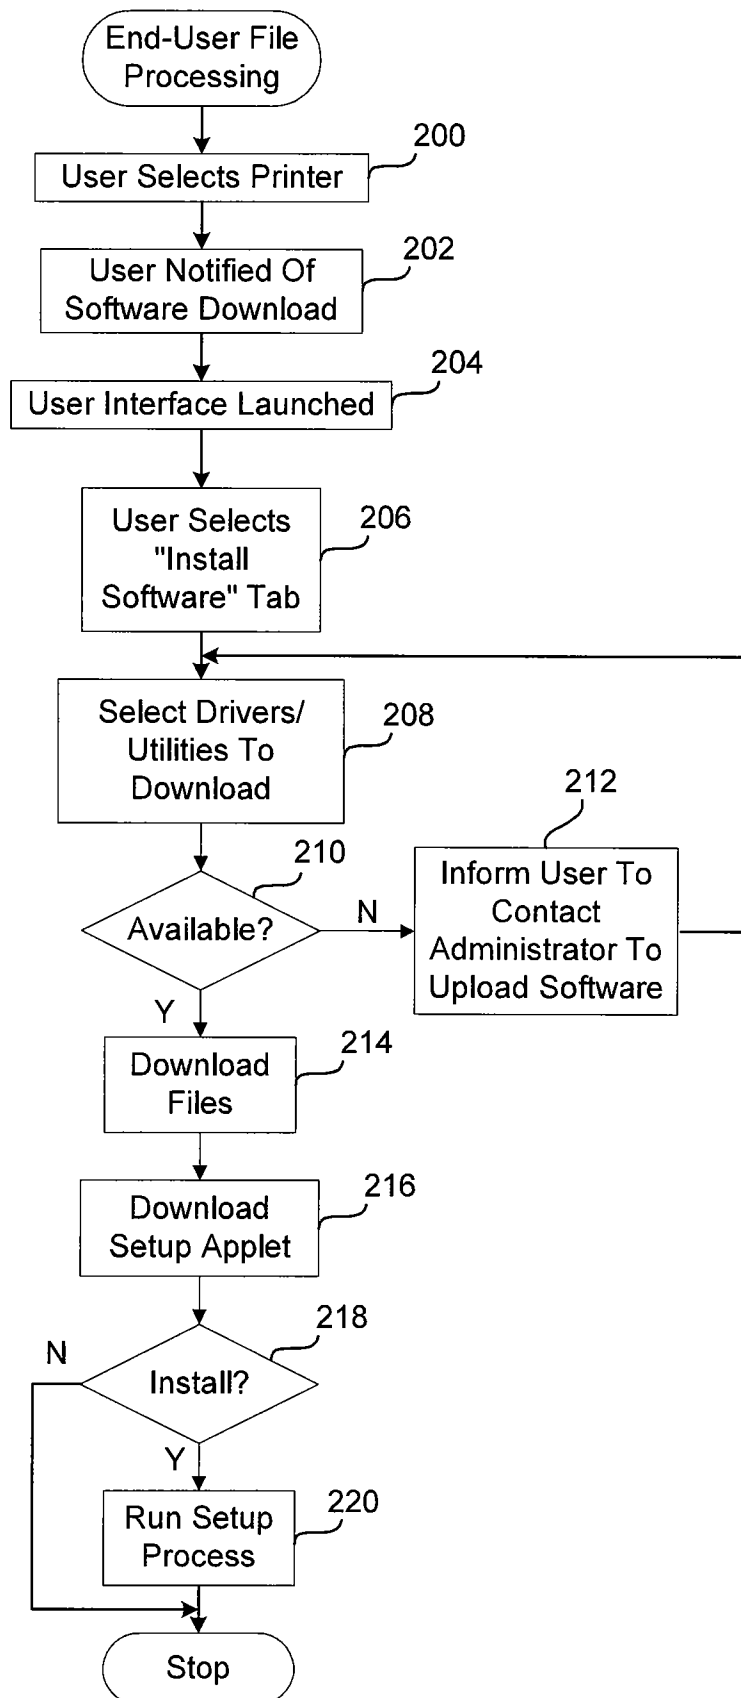 End-User File
Processing
200
User Selects Printer
202
User Notified Of
Software Download
204
User Interface Launched
206
User Selects
"Install
Software" Tab
208
Select Drivers/
Utilities To
Download
210
Available?
N
212
Inform User To
Contact
Administrator To
Upload Software
Y
214
Download
Files
216
Download
Setup Applet
218
N
Install?
Y
220
Run Setup
Process
Stop